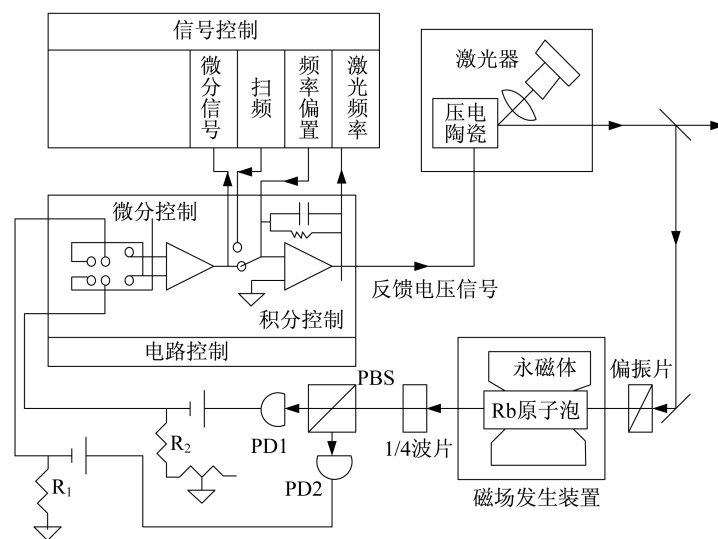 信号控制
微分信号
扫频
频率偏置
激光频率
激光器
压电
陶瓷
微分控制
积分控制
反馈电压信号
电路控制
永磁体
偏振片
PBS
Rb原子泡
PD1
1/4波片
R2
PD2
R1
磁场发生装置